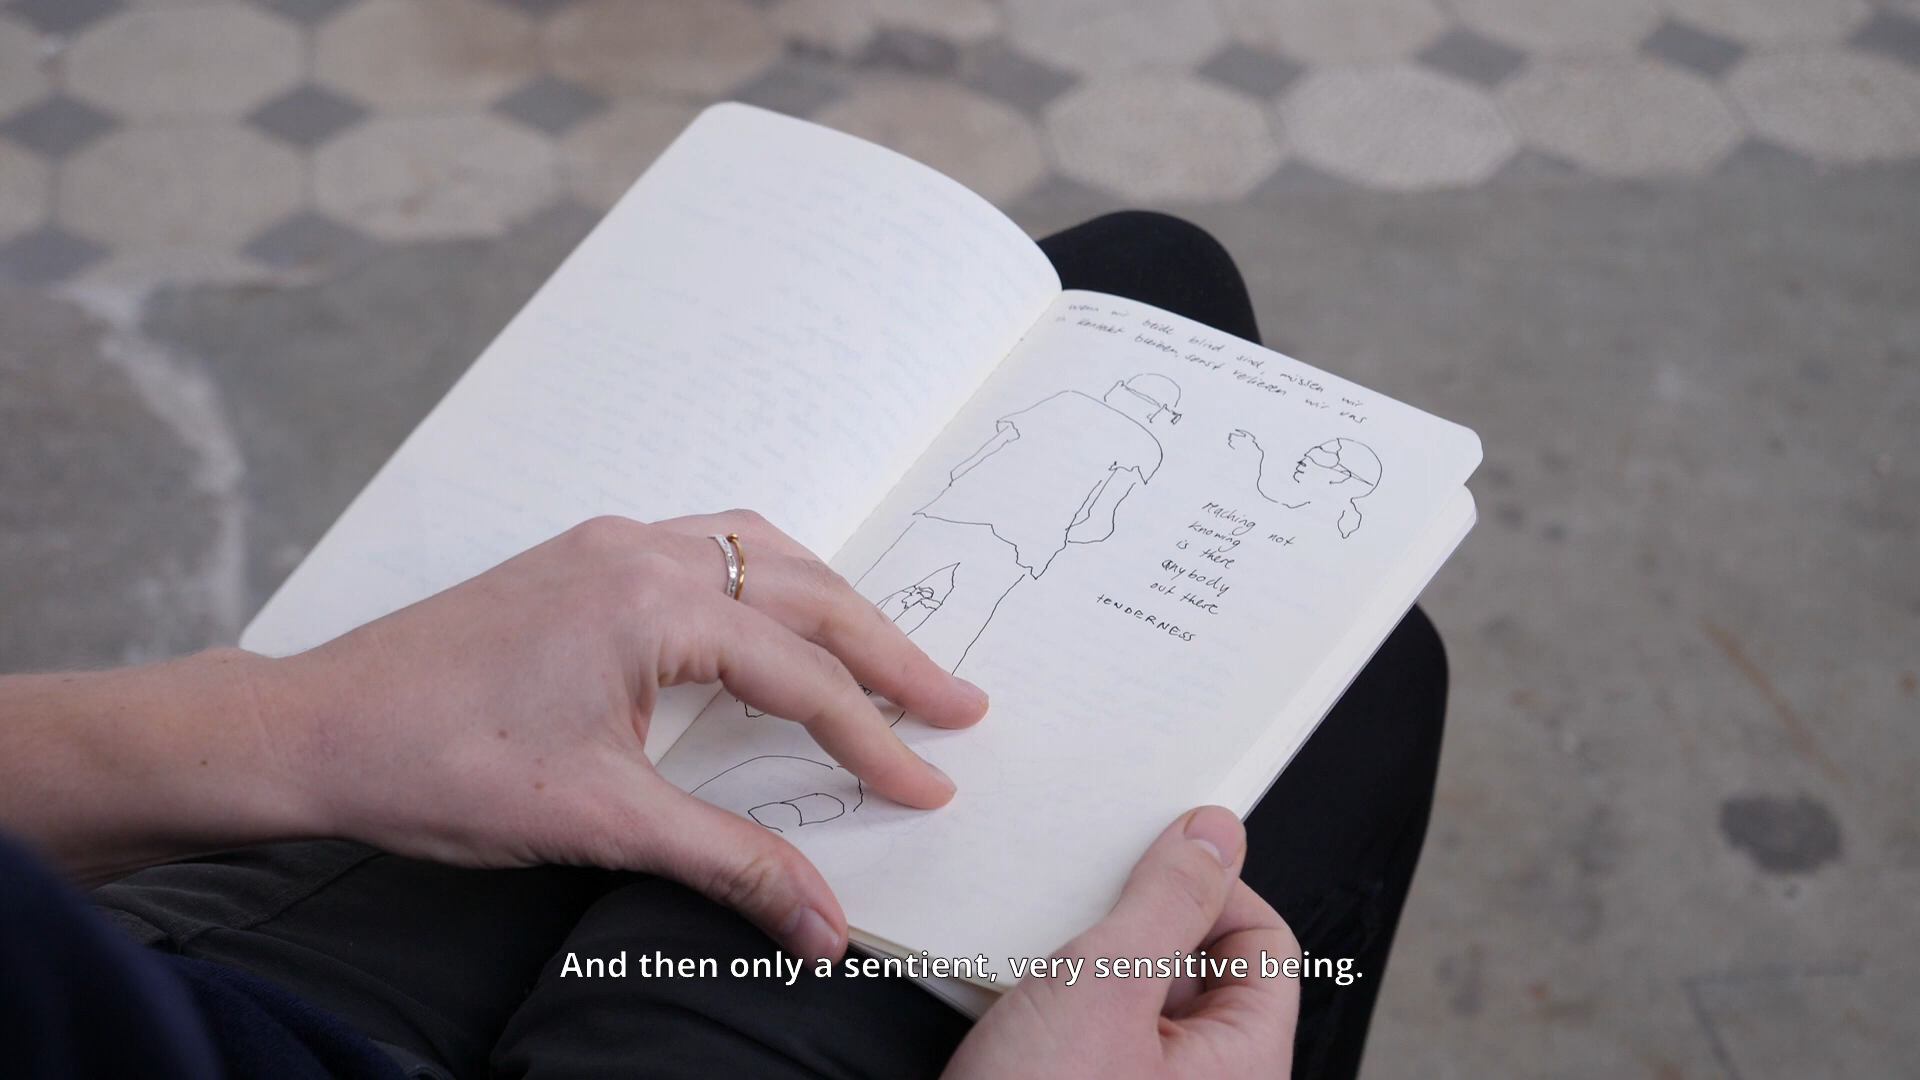 wenn wir beide blind sind, müssen wir
in kontakt bleiben, sonst verlieren wir uns
reaching not
knowing
is there
anybody
out there
tENDERNESS
And then only a sentient, very sensitive being.